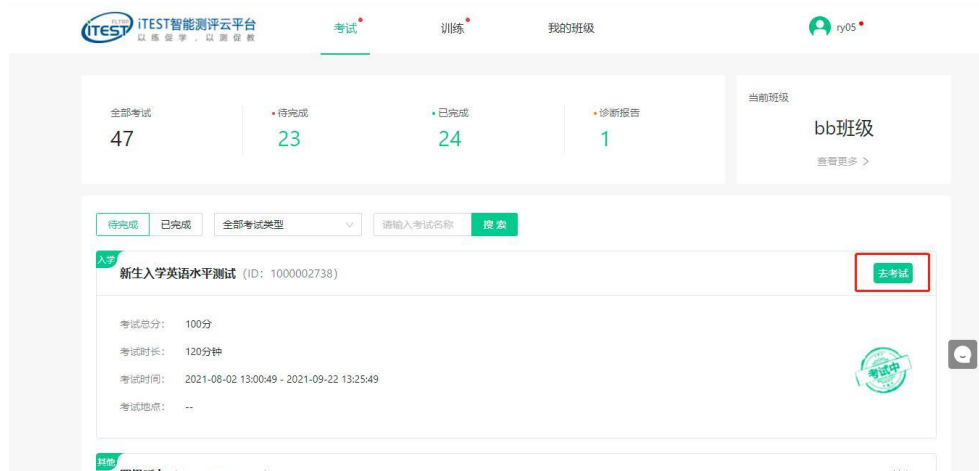 FLTRP
iTEST
iTEST智能测评云平台
以练促学，以测促教
考试
训练
我的班级
ry05
全部考试
47
待完成
23
已完成
24
诊断报告
1
当前班级
bb班级
查看更多 >
待完成
已完成
全部考试类型
请输入考试名称
搜索
入学
新生入学英语水平测试 (ID: 1000002738)
去考试
考试总分: 100分
考试时长: 120分钟
考试时间: 2021-08-02 13:00:49 - 2021-09-22 13:25:49
考试地点: --
考试中
其他